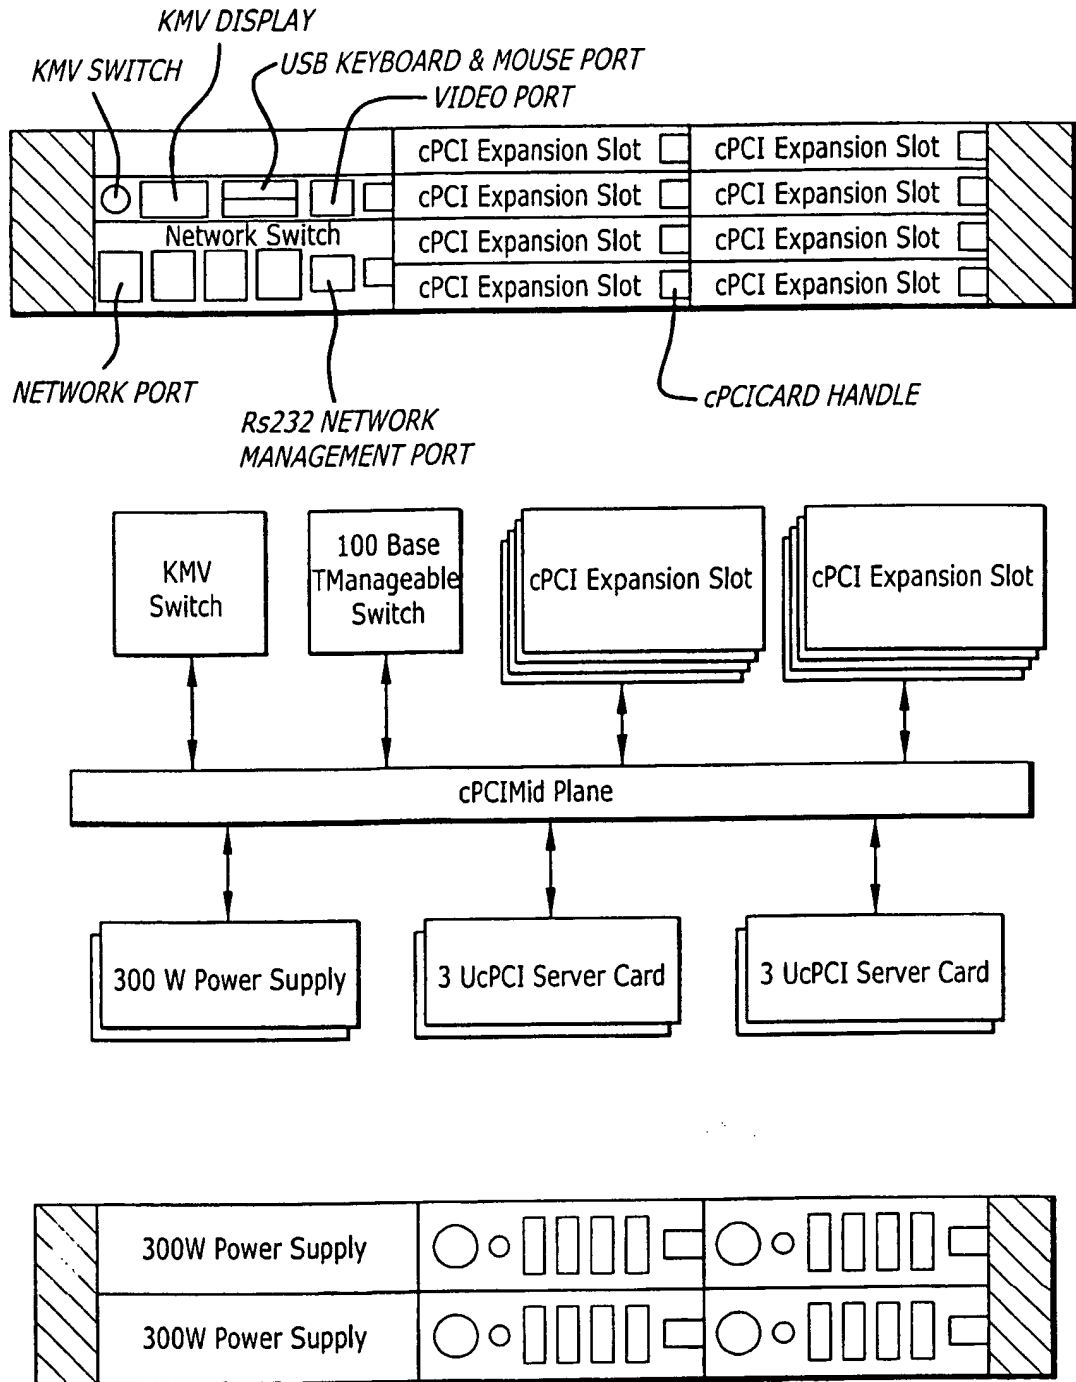 KMV DISPLAY
KMV SWITCH
USB KEYBOARD & MOUSE PORT
VIDEO PORT
cPCI Expansion Slot
cPCI Expansion Slot
cPCI Expansion Slot
cPCI Expansion Slot
Network Switch
cPCI Expansion Slot
cPCI Expansion Slot
cPCI Expansion Slot
cPCI Expansion Slot
NETWORK PORT
cPCICARD HANDLE
Rs232 NETWORK
MANAGEMENT PORT
KMV
Switch
100 Base
TManageable
Switch
cPCI Expansion Slot
cPCI Expansion Slot
cPCIMid Plane
300 W Power Supply
3 UcPCI Server Card
3 UcPCI Server Card
300W Power Supply
300W Power Supply